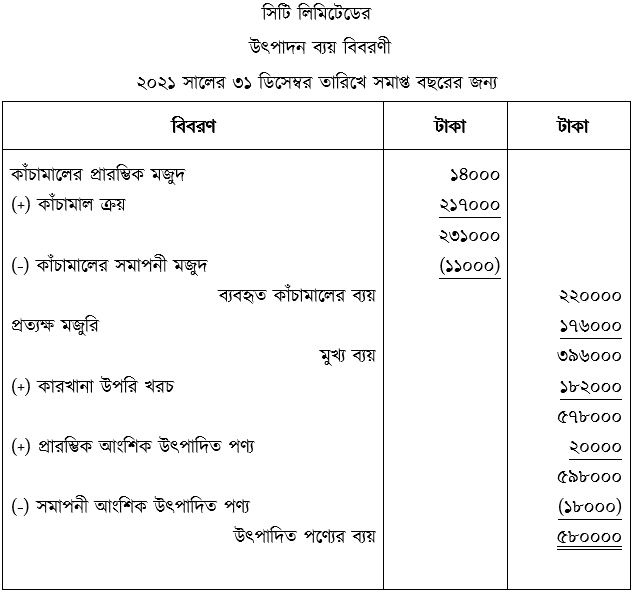 সিটি লিমিটেডের
উৎপাদন ব্যয় বিবরণী
২০২১ সালের ৩১ ডিসেম্বর তারিখে সমাপ্ত বছরের জন্য
বিবরণ টাকা টাকা
কাঁচামালের প্রারম্ভিক মজুদ ১৪০০০
(+) কাঁচামাল ক্রয় ২১৭০০০
২৩১০০০
(-) কাঁচামালের সমাপনী মজুদ (১১০০০)
ব্যবহৃত কাঁচামালের ব্যয় ২২০০০০
প্রত্যক্ষ মজুরি ১৭৬০০০
মুখ্য ব্যয় ৩৯৬০০০
(+) কারখানা উপরি খরচ ১৮২০০০
৫৭৮০০০
(+) প্রারম্ভিক আংশিক উৎপাদিত পণ্য ২০০০০
৫৯৮০০০
(-) সমাপনী আংশিক উৎপাদিত পণ্য (১৮০০০)
উৎপাদিত পণ্যের ব্যয় ৫৮০০০০